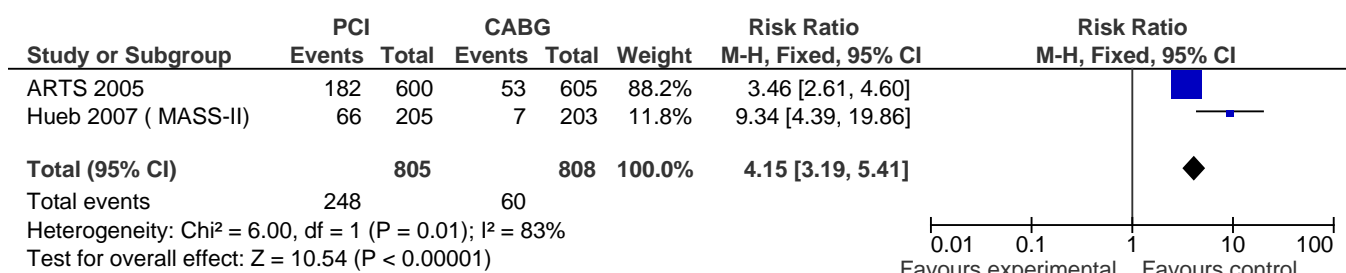 PCI CABG Risk Ratio Risk Ratio
Study or Subgroup Events Total Events Total Weight M-H, Fixed, 95% CI M-H, Fixed, 95% CI
ARTS 2005 182 600 53 605 88.2% 3.46 [2.61, 4.60]
Hueb 2007 ( MASS-II) 66 205 7 203 11.8% 9.34 [4.39, 19.86]
Total (95% CI) 805 808 100.0% 4.15 [3.19, 5.41]
Total events 248 60
Heterogeneity: Chi² = 6.00, df = 1 (P = 0.01); I² = 83%
Test for overall effect: Z = 10.54 (P < 0.00001)
0.01 0.1 1 10 100
Favours experimental Favours control